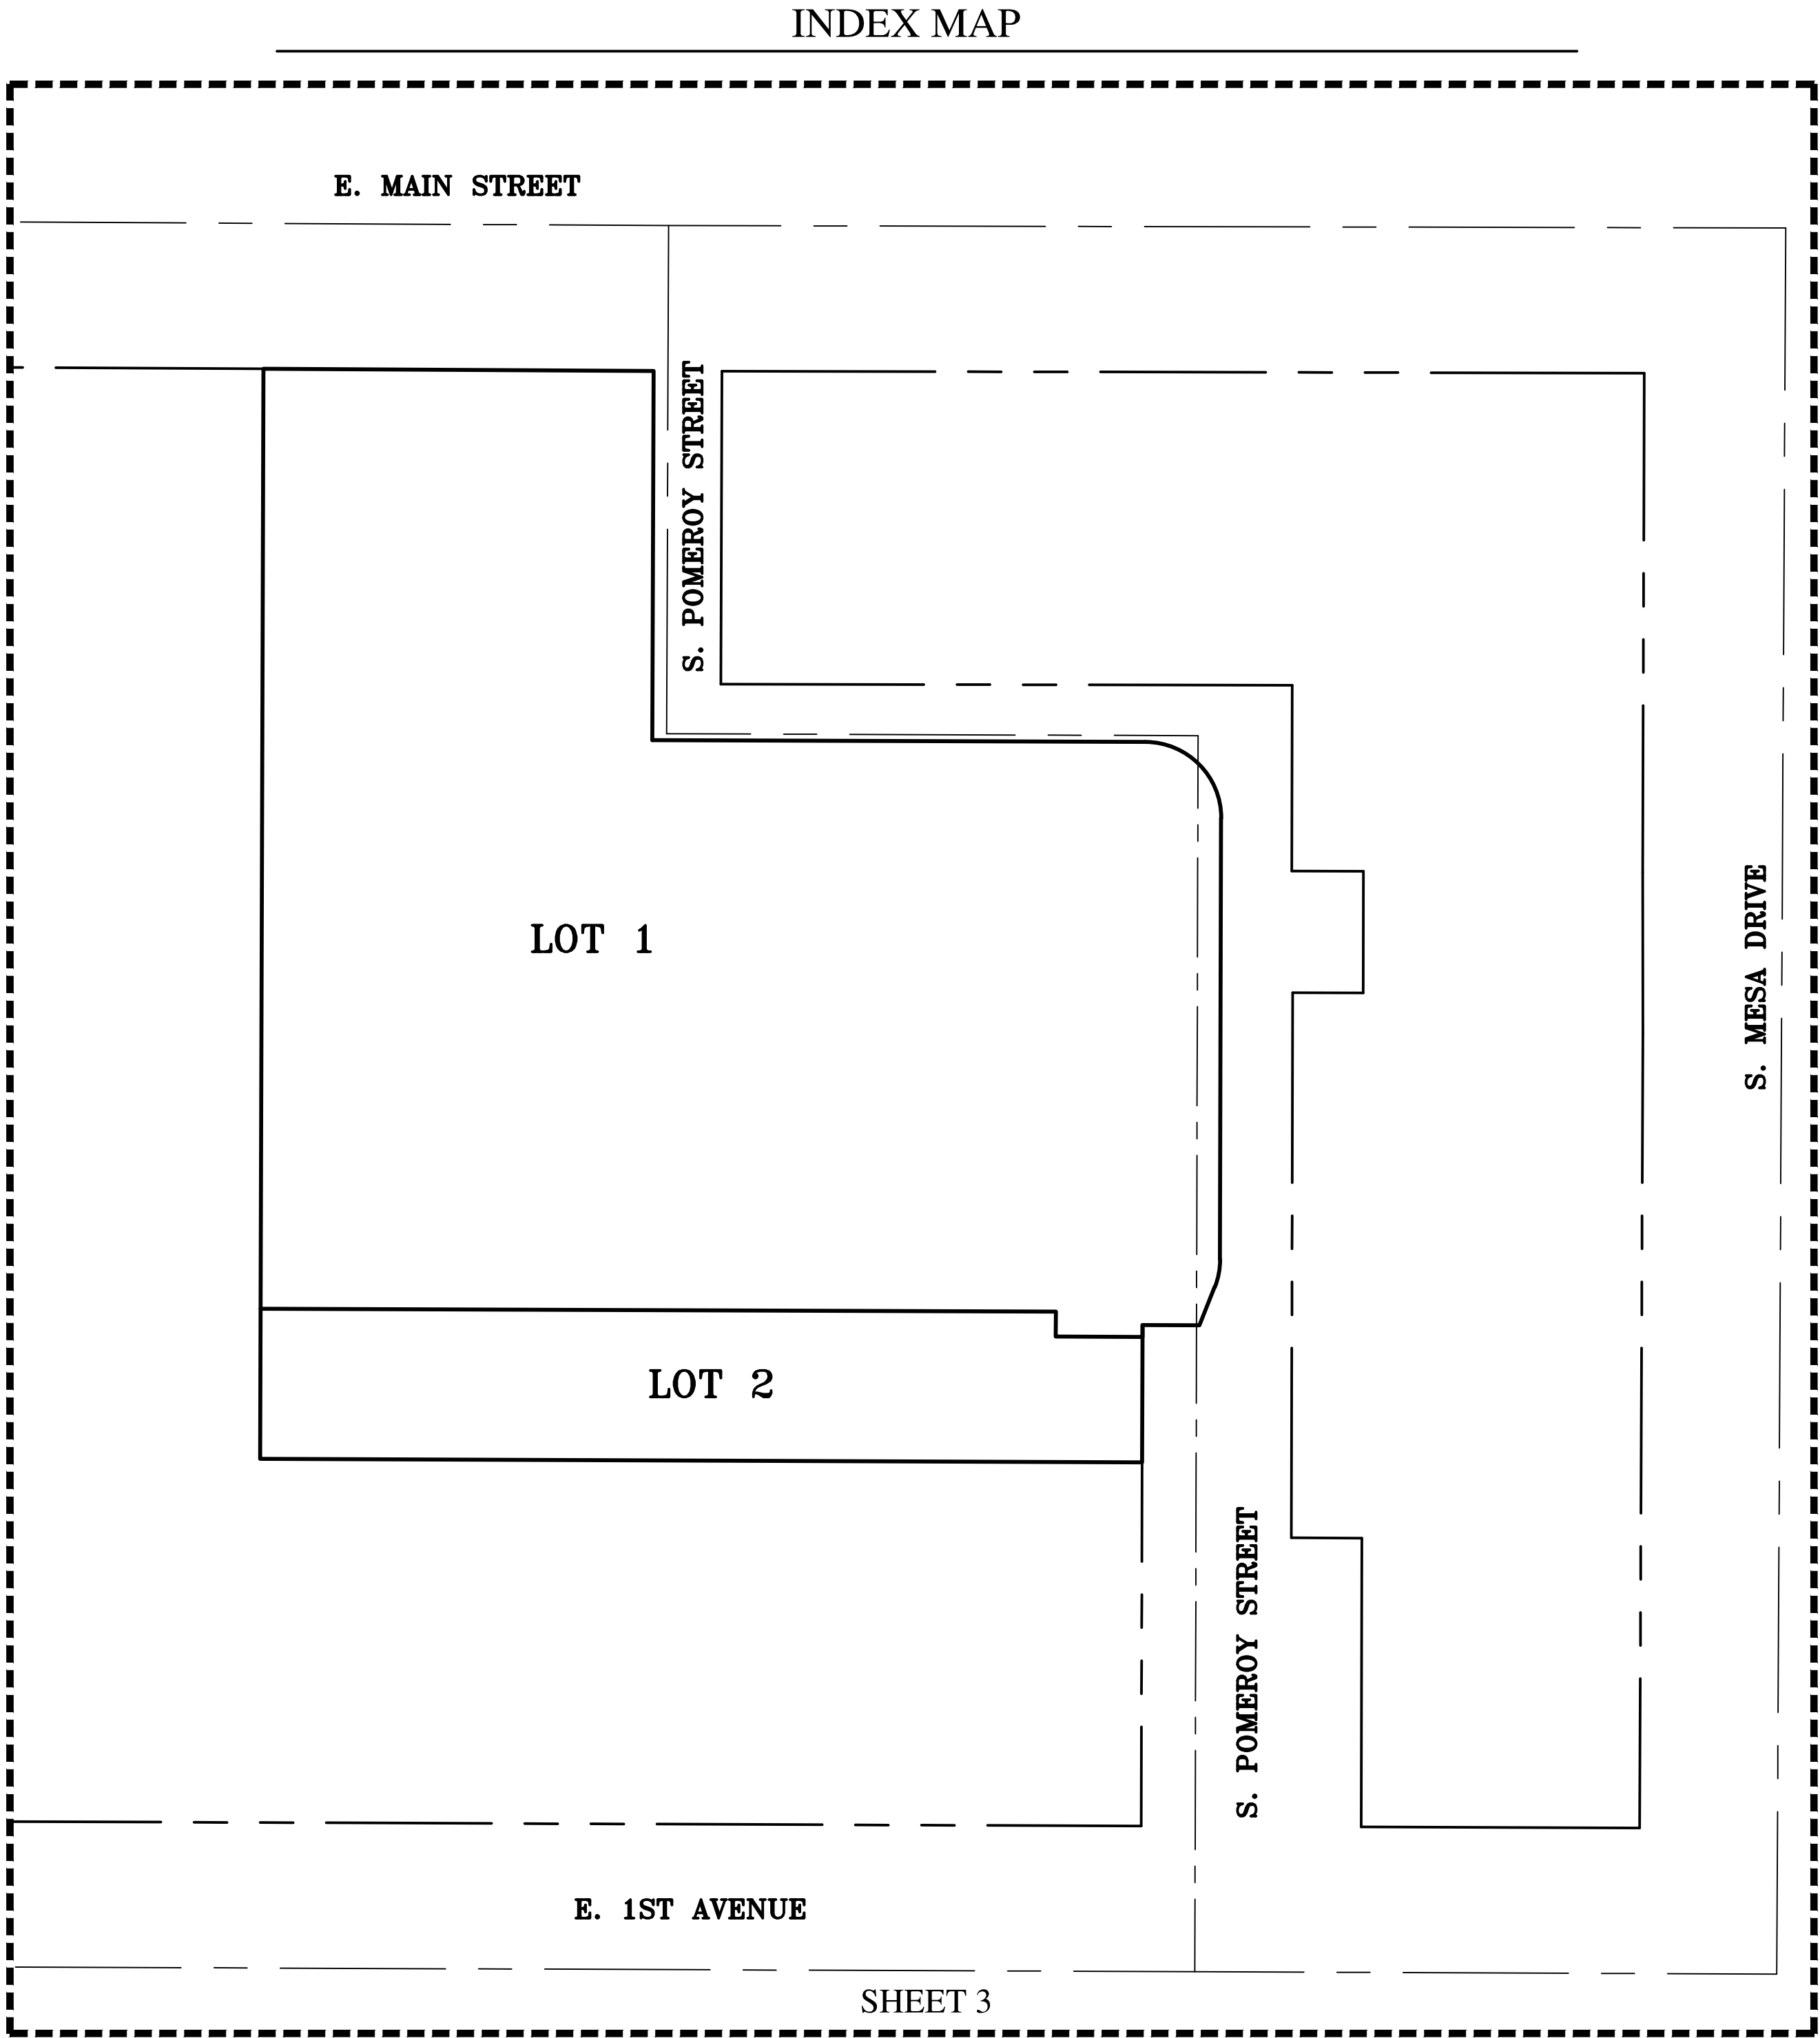 INDEX MAP
E. MAIN STREET
S. POMEROY STREET
LOT 1
S. MESA DRIVE
LOT 2
S. POMEROY STREET
E. 1ST AVENUE
SHEET 3